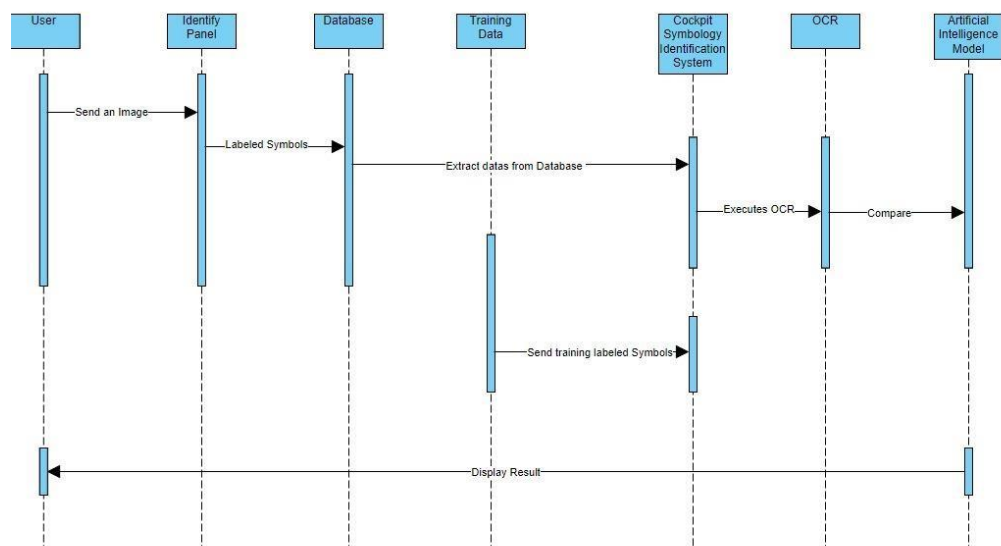 User
Identify
Panel
Database
Training
Data
Cockpit
Symbology
Identification
System
OCR
Artificial
Intelligence
Model
Send an Image
Labeled Symbols
Extract datas from Database
Executes OCR
Compare
Send training labeled Symbols
Display Result